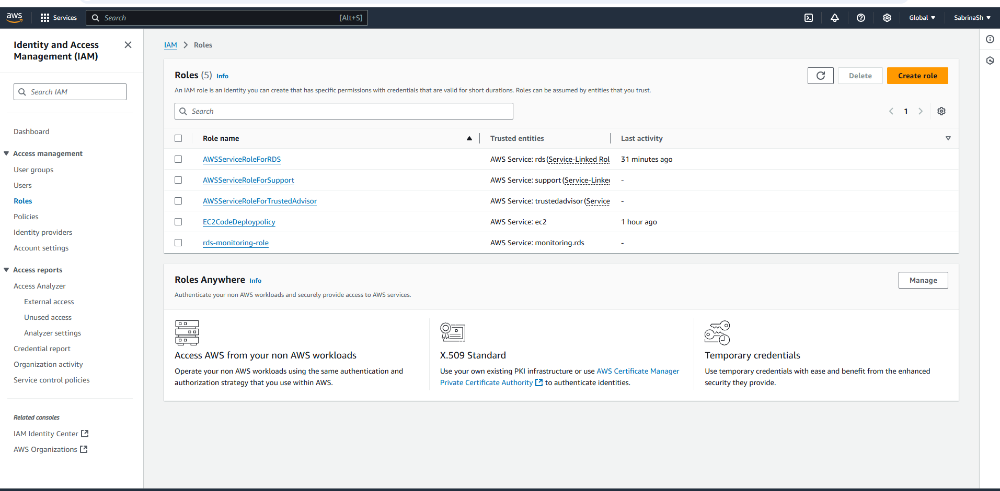 aws
Services
Search
[Alt+S]
Global
SabrinaSh
Identity and Access
Management (IAM)
Search IAM
Dashboard
Access management
User groups
Users
Roles
Policies
Identity providers
Account settings
Access reports
Access Analyzer
External access
Unused access
Analyzer settings
Credential report
Organization activity
Service control policies
Related consoles
IAM Identity Center
AWS Organizations
IAM > Roles
Roles (5) Info
Delete
Create role
An IAM role is an identity you can create that has specific permissions with credentials that are valid for short durations. Roles can be assumed by entities that you trust.
Search
1
Role name Trusted entities Last activity
AWSServiceRoleForRDS AWS Service: rds (Service-Linked Rol 31 minutes ago
AWSServiceRoleForSupport AWS Service: support (Service-Linked -
AWSServiceRoleForTrustedAdvisor AWS Service: trustedadvisor (Service -
EC2CodeDeploypolicy AWS Service: ec2 1 hour ago
rds-monitoring-role AWS Service: monitoring.rds -
Roles Anywhere Info
Manage
Authenticate your non AWS workloads and securely provide access to AWS services.
Access AWS from your non AWS workloads
Operate your non AWS workloads using the same authentication and
authorization strategy that you use within AWS.
X.509 Standard
Use your own existing PKI infrastructure or use AWS Certificate Manager
Private Certificate Authority to authenticate identities.
Temporary credentials
Use temporary credentials with ease and benefit from the enhanced
security they provide.